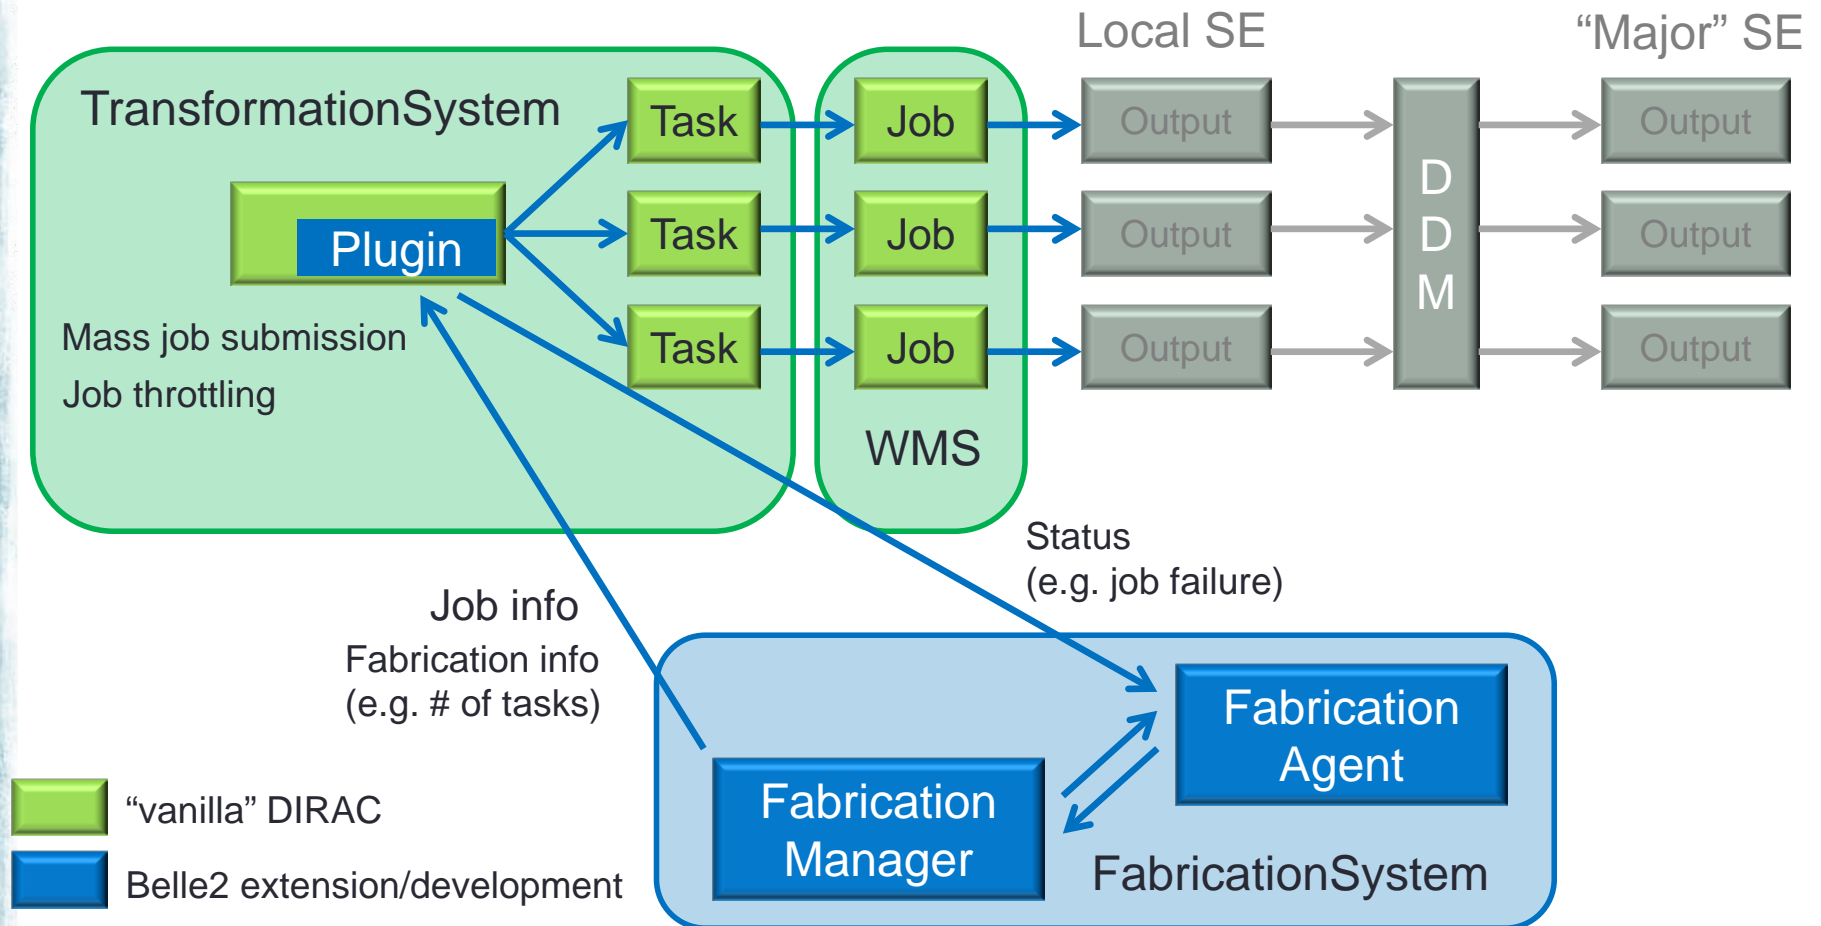 Local SE
“Major” SE
TransformationSystem
Task
Job
Output
Output
Plugin
Task
Job
Output
D
D
M
Output
Mass job submission
Job throttling
Task
Job
Output
Output
WMS
Status
(e.g. job failure)
Job info
Fabrication info
(e.g. # of tasks)
Fabrication
Agent
Fabrication
Manager
FabricationSystem
“vanilla” DIRAC
Belle2 extension/development